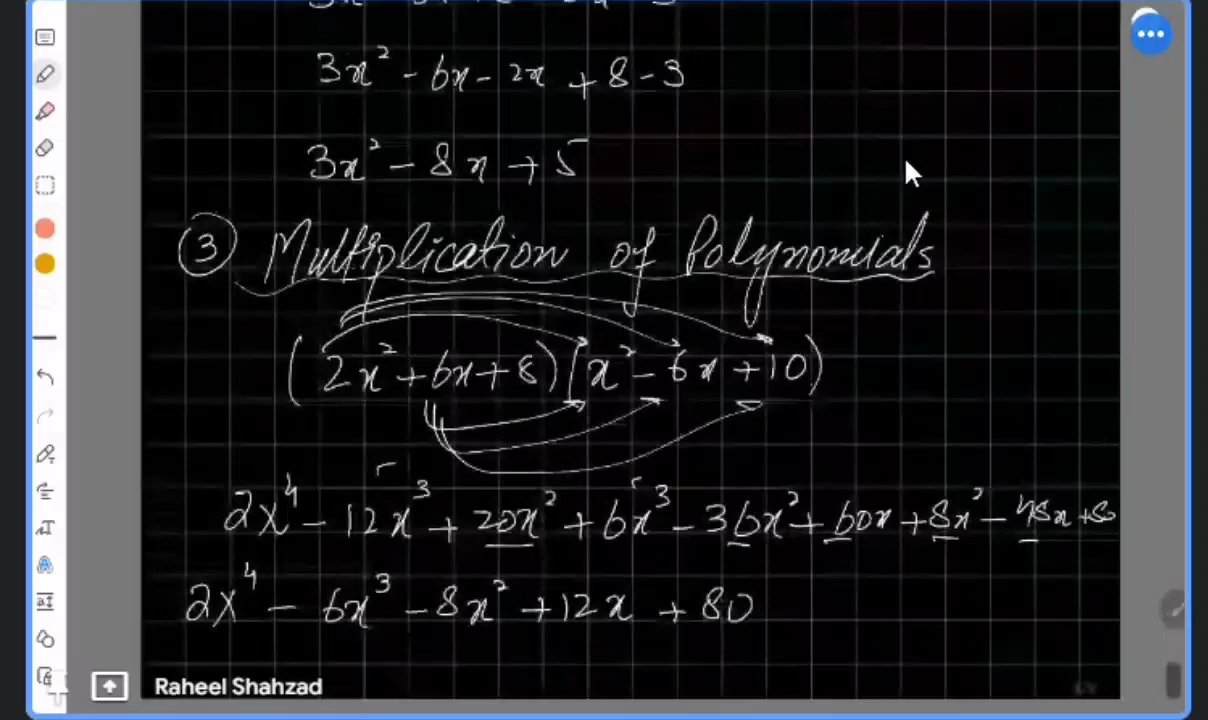 3x² - 6x - 2x + 8 - 3
3x² - 8x + 5
③ Multiplication of Polynomials
(2x² + 6x + 8)(x² - 6x + 10)
2x⁴ - 12x³ + 20x² + 6x³ - 36x² + 60x + 8x² - 48x + 80
2x⁴ - 6x³ - 8x² + 12x + 80
Raheel Shahzad